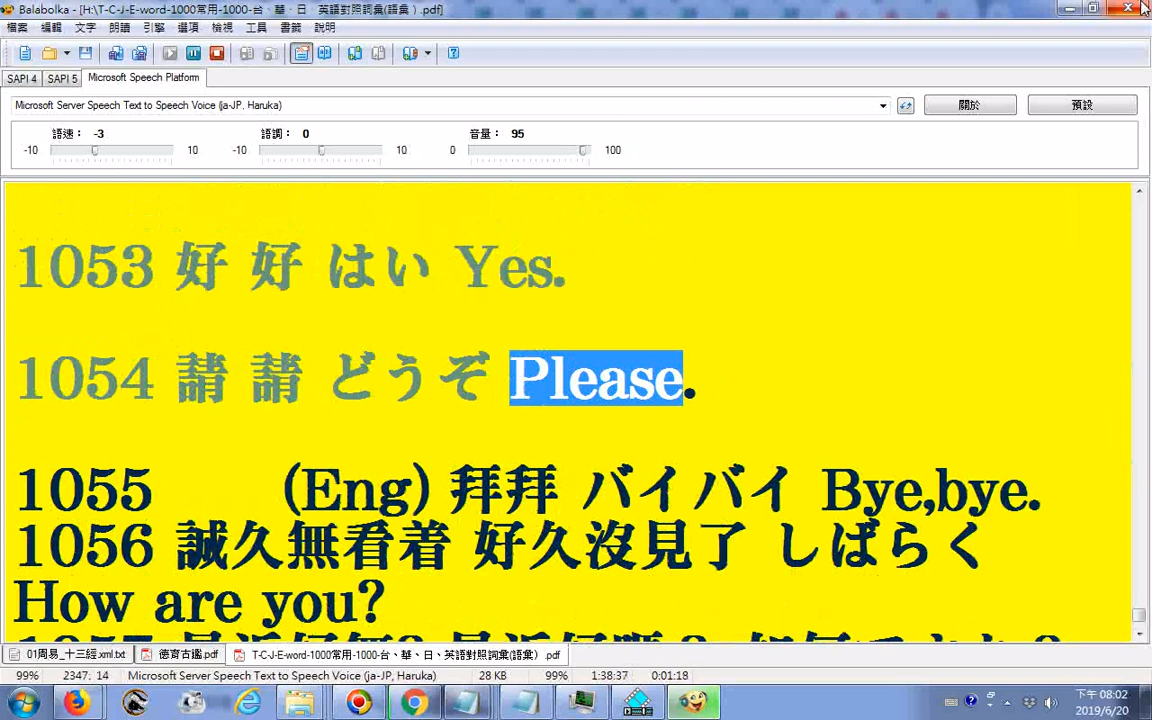 Balabolka - [H:\T-C-J-E-word-1000常用-1000-台、華、日、英語對照詞彙(語彙).pdf]
檔案 編輯 文字 朗讀 引擎 選項 檢視 工具 書籤 說明
SAPI 4 SAPI 5 Microsoft Speech Platform
Microsoft Server Speech Text to Speech Voice (ja-JP, Haruka) 關於 預設
語速： -3 語調： 0 音量： 95
-10 10 -10 10 0 100
1053 好 好 はい Yes.
1054 請 請 どうぞ Please.
1055 (Eng) 拜拜 バイバイ Bye,bye.
1056 誠久無看着 好久沒見了 しばらく
How are you?
01周易_十三經.xml.txt 德育古鑑.pdf T-C-J-E-word-1000常用-1000-台、華、日、英語對照詞彙(語彙).pdf
99% 2347: 14 Microsoft Server Speech Text to Speech Voice (ja-JP, Haruka) 28 KB 99% 1:38:37 0:01:18
下午 08:02
2019/6/20